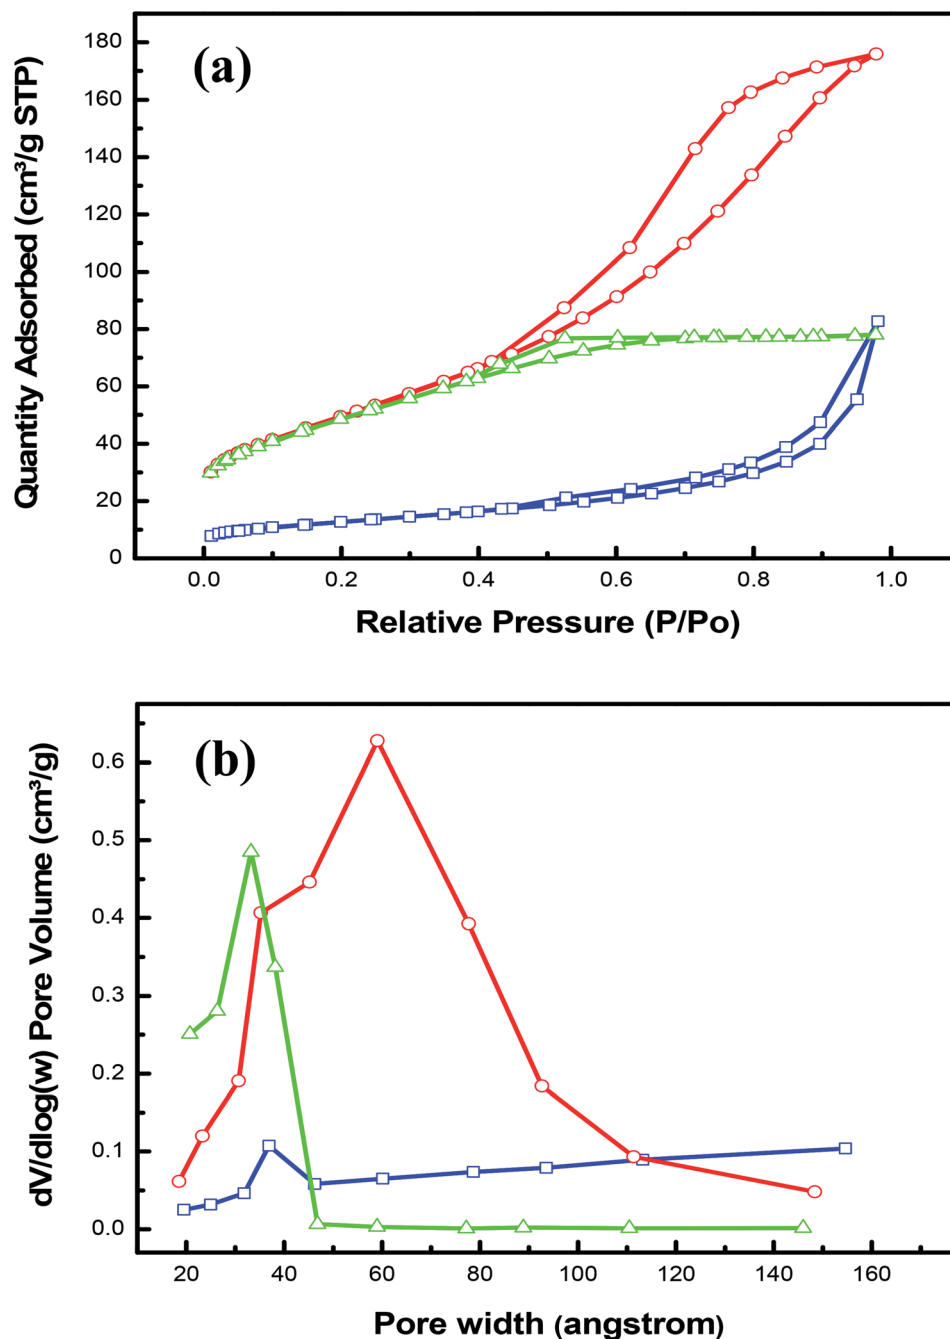 (a)
Quantity Adsorbed (cm³/g STP)
180
160
140
120
100
80
60
40
20
0
0.0 0.2 0.4 0.6 0.8 1.0
Relative Pressure (P/Po)
(b)
dV/dlog(w) Pore Volume (cm³/g)
0.6
0.5
0.4
0.3
0.2
0.1
0.0
20 40 60 80 100 120 140 160
Pore width (angstrom)